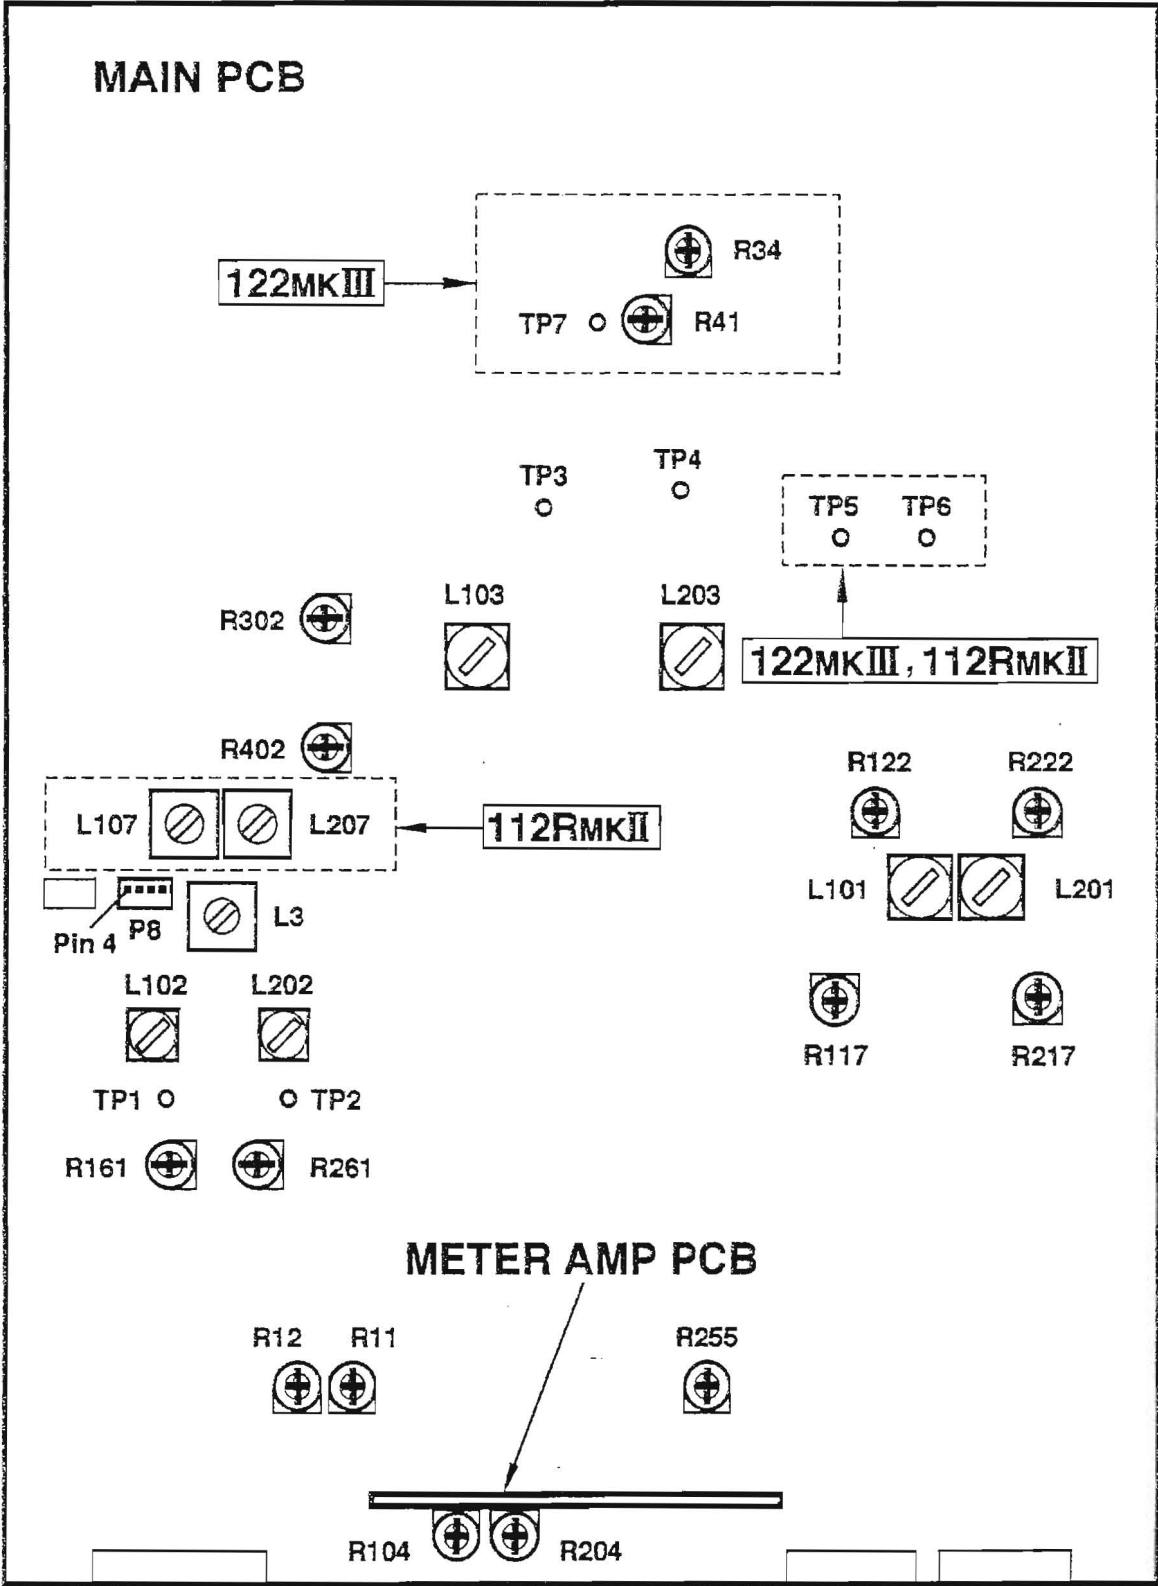 MAIN PCB
R34
122MKIII
TP7
R41
TP4
TP3
TP5 TP6
L103 L203
R302
122MKIII, 112RMKII
R402
R122 R222
L107 L207
112RMKII
L101 L201
P8
L3
Pin 4
L102 L202
R117 R217
TP1 TP2
R161 R261
METER AMP PCB
R12 R11 R255
R104 R204